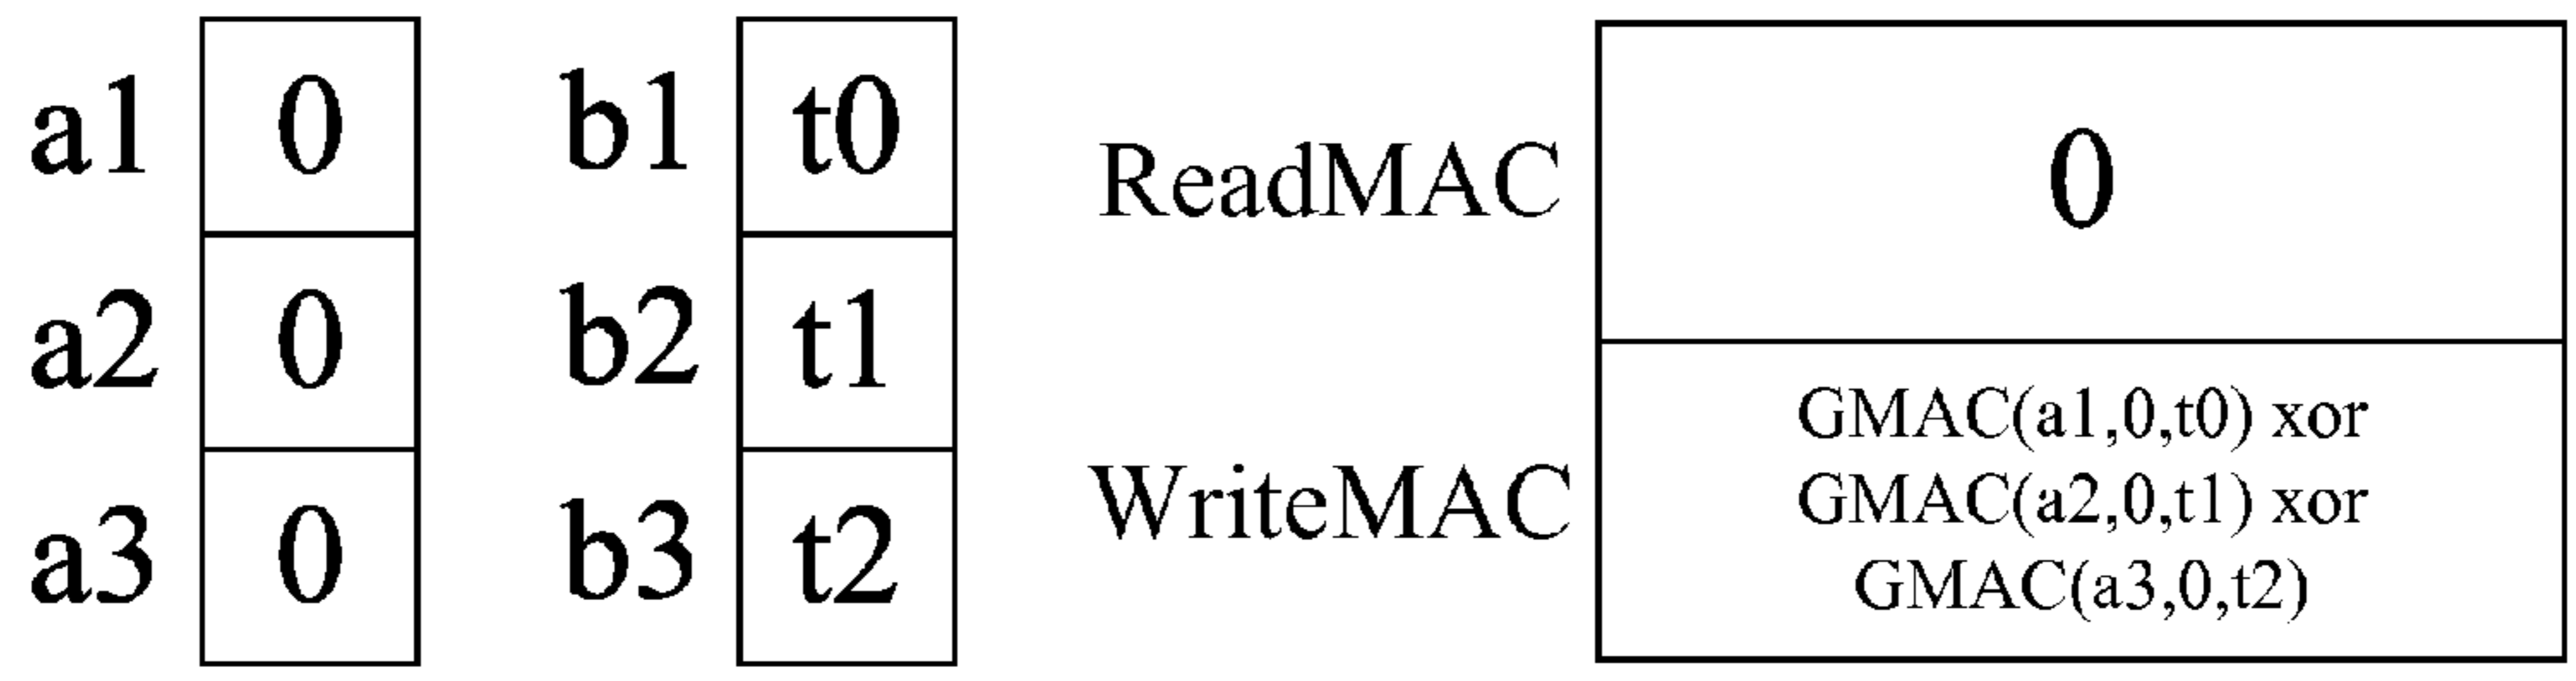 a1 0 b1 t0
ReadMAC 0
a2 0 b2 t1
WriteMAC GMAC(a1,0,t0) xor
GMAC(a2,0,t1) xor
GMAC(a3,0,t2)
a3 0 b3 t2